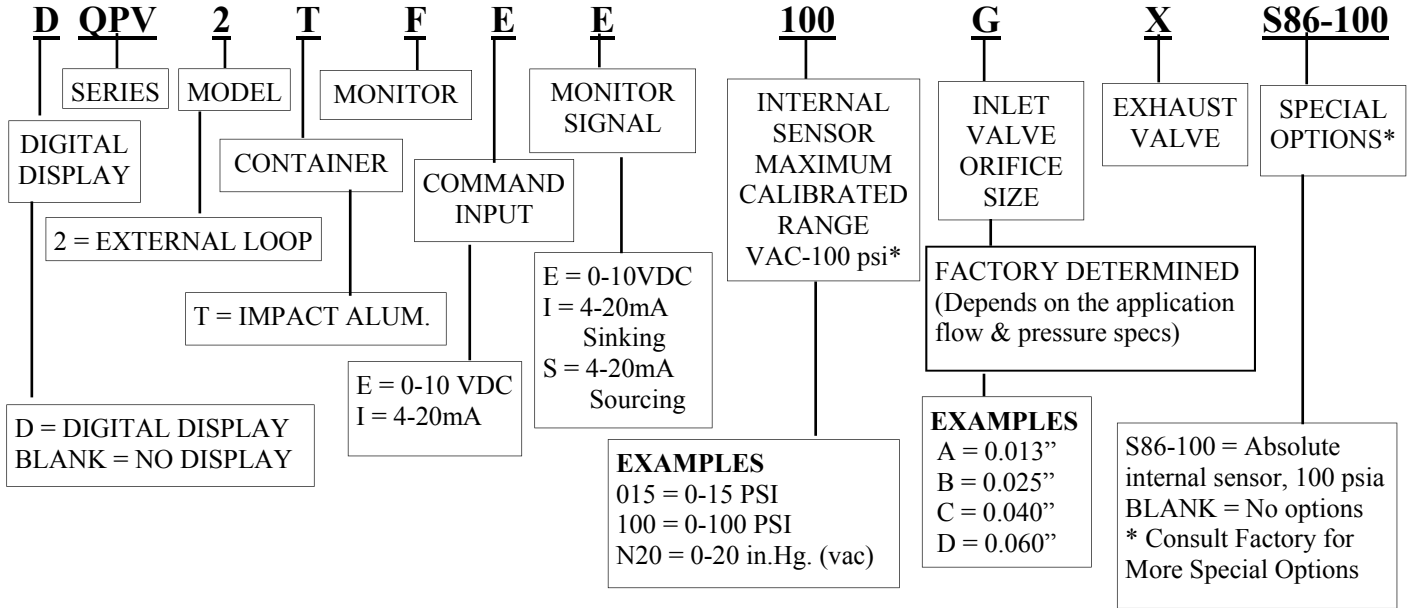 D QPV 2 T F E E 100 G X S86-100
SERIES
MODEL
MONITOR
MONITOR
SIGNAL
INTERNAL
SENSOR
MAXIMUM
CALIBRATED
RANGE
VAC-100 psi*
INLET
VALVE
ORIFICE
SIZE
EXHAUST
VALVE
SPECIAL
OPTIONS*
DIGITAL
DISPLAY
CONTAINER
COMMAND
INPUT
2 = EXTERNAL LOOP
T = IMPACT ALUM.
E = 0-10VDC
I = 4-20mA
Sinking
S = 4-20mA
Sourcing
FACTORY DETERMINED
(Depends on the application
flow & pressure specs)
E = 0-10 VDC
I = 4-20mA
D = DIGITAL DISPLAY
BLANK = NO DISPLAY
EXAMPLES
015 = 0-15 PSI
100 = 0-100 PSI
N20 = 0-20 in.Hg. (vac)
EXAMPLES
A = 0.013”
B = 0.025”
C = 0.040”
D = 0.060”
S86-100 = Absolute
internal sensor, 100 psia
BLANK = No options
* Consult Factory for
More Special Options